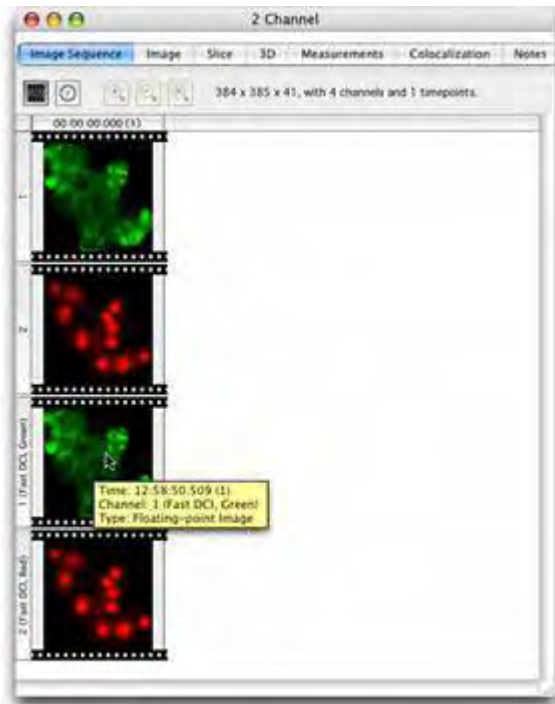 2 Channel
Image Sequence Image Slice 3D Measurements Colocalization Notes
384 x 385 x 41, with 4 channels and 1 timepoints.
00:00:00.000 (1)
1
2
1 (Fast DCI, Green)
Time: 12:58:50.509 (1)
Channel: 1 (Fast DCI, Green)
Type: Floating-point Image
2 (Fast DCI, Red)